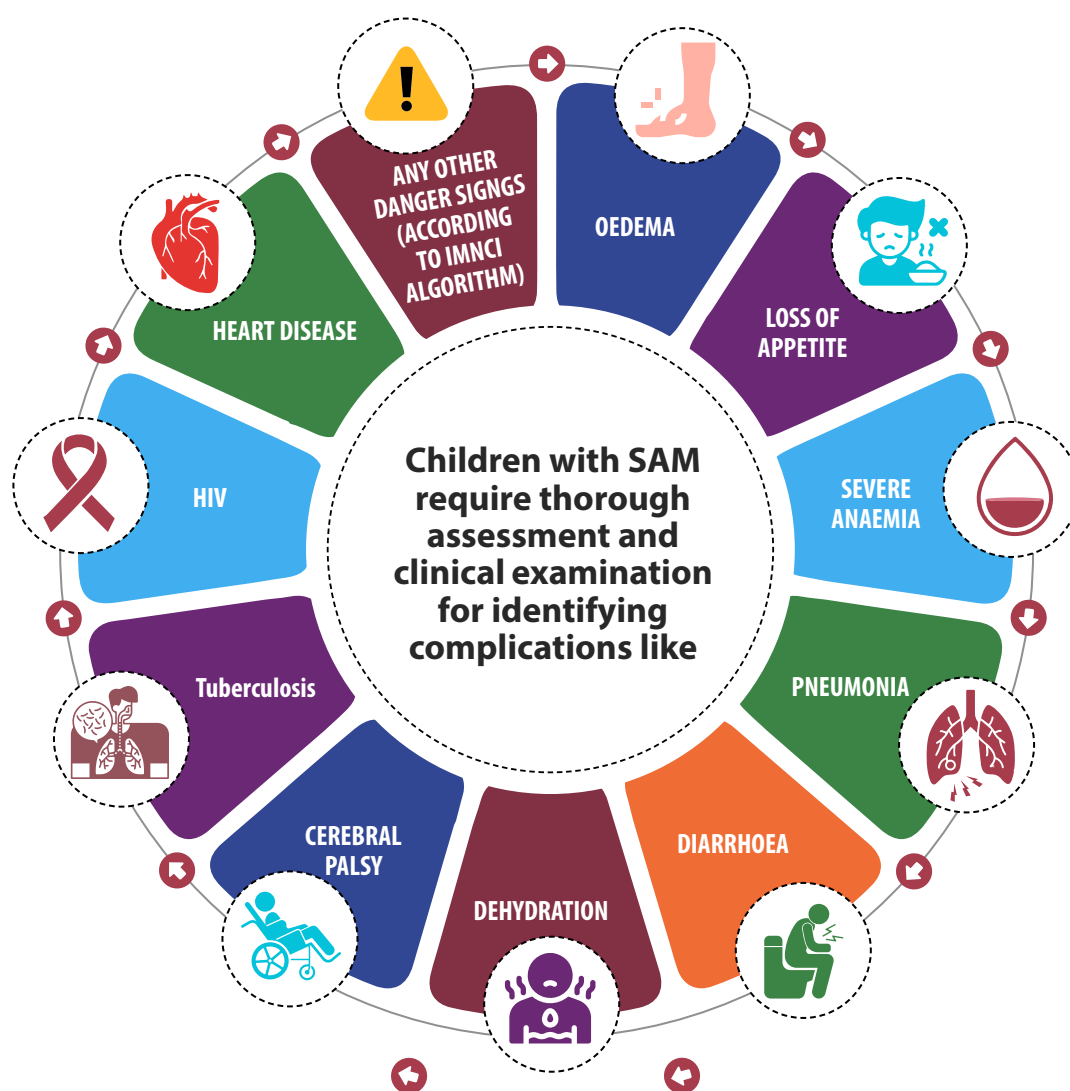 Children with SAM
require thorough
assessment and
clinical examination
for identifying
complications like
OEDEMA
LOSS OF
APPETITE
SEVERE
ANAEMIA
PNEUMONIA
DIARRHOEA
DEHYDRATION
CEREBRAL
PALSY
Tuberculosis
HIV
HEART DISEASE
ANY OTHER
DANGER SIGNGS
(ACCORDING
TO IMNCI
ALGORITHM)